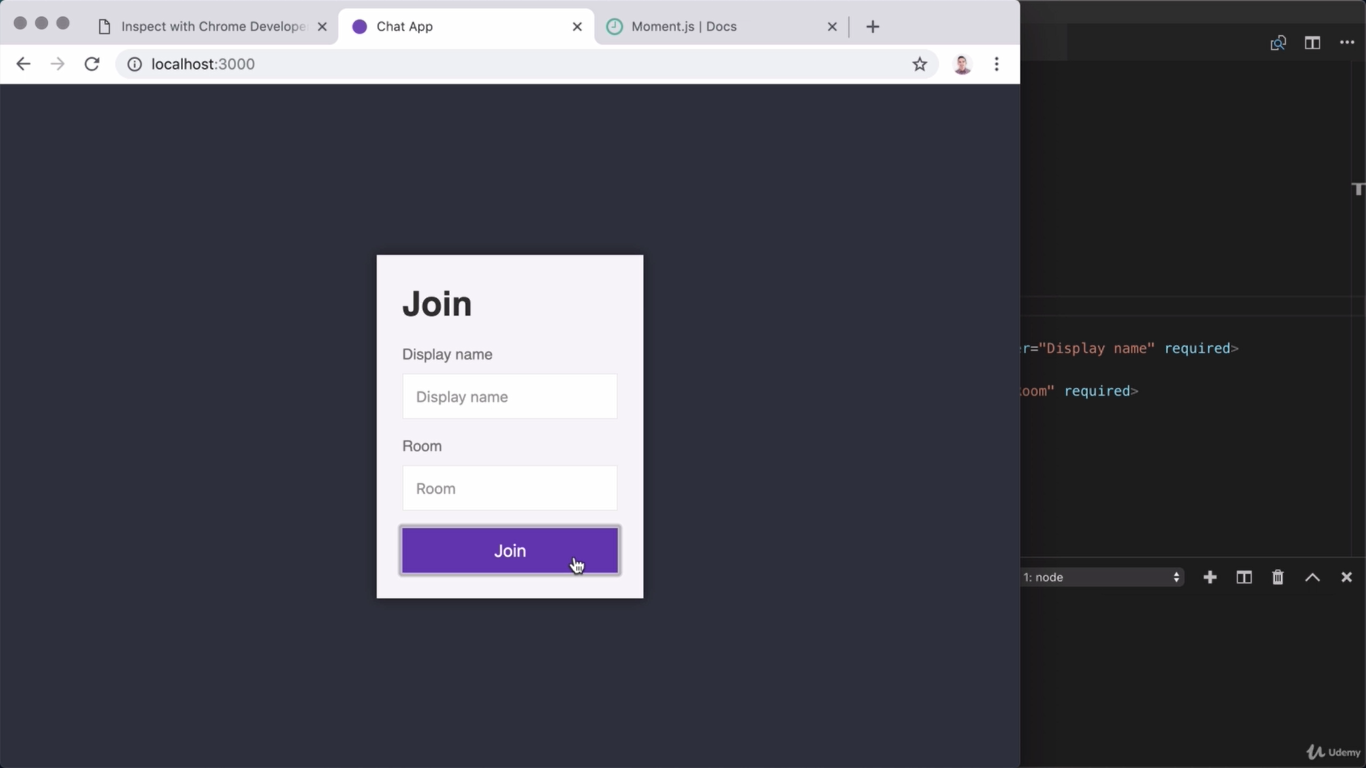 Inspect with Chrome Develope
Chat App
Moment.js | Docs
localhost:3000
Join
Display name
Display name
Room
Room
Join
r="Display name" required>
oom" required>
1: node
Udemy